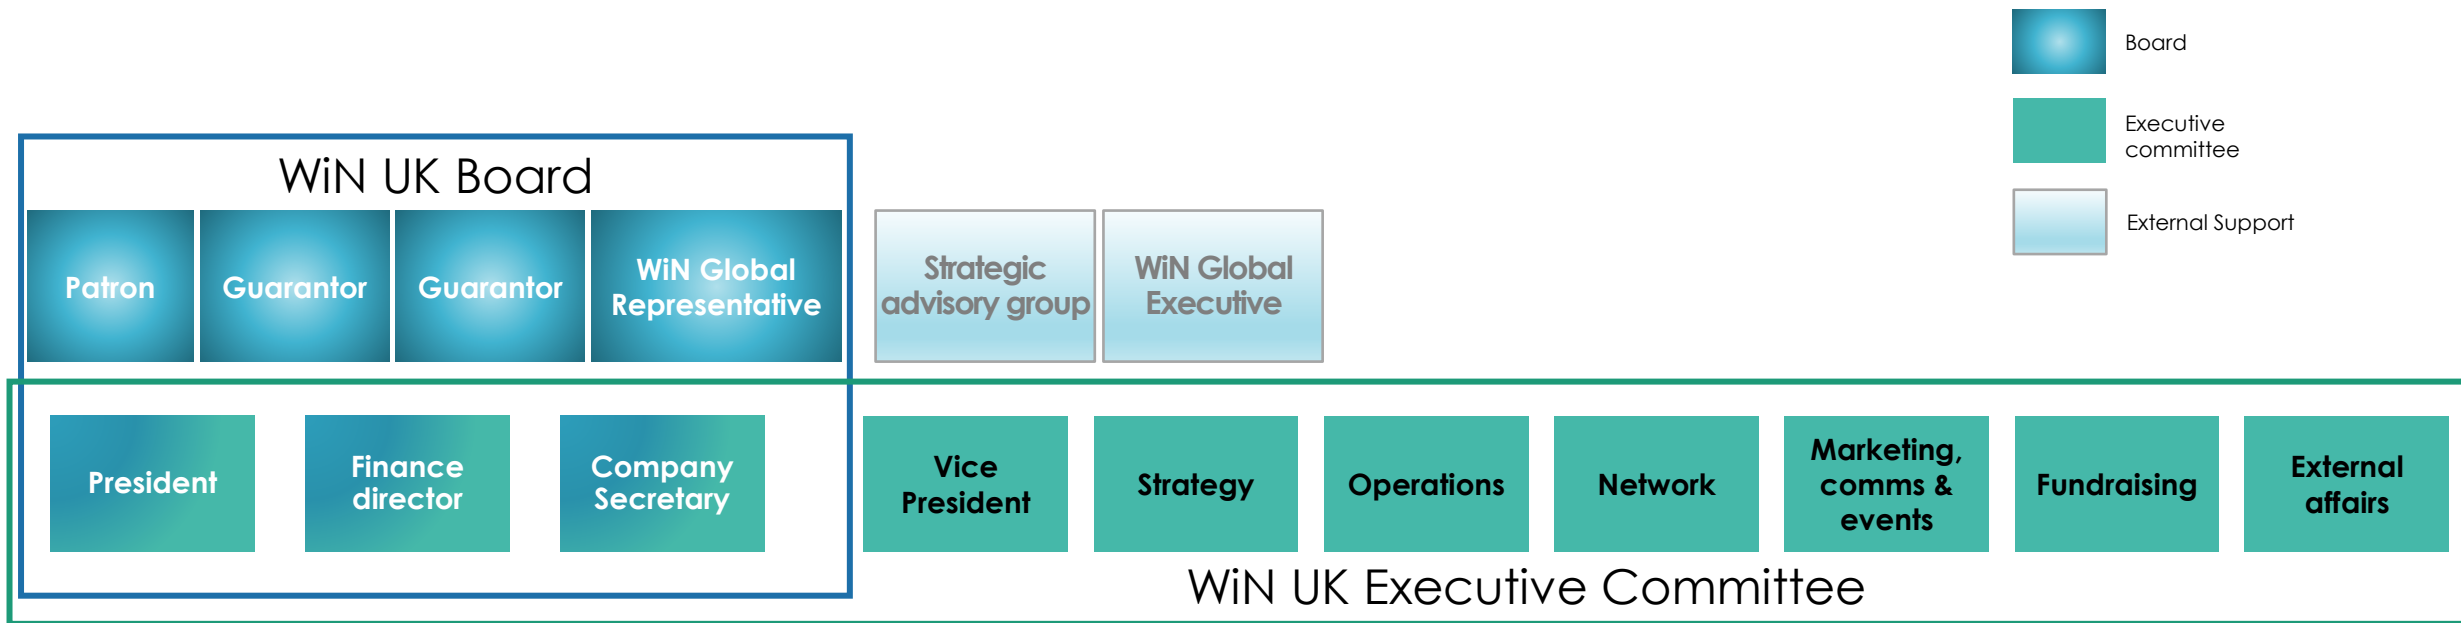 Board
Executive
committee
External Support
WiN UK Board
Patron
Guarantor
Guarantor
WiN Global
Representative
Strategic
advisory group
WiN Global
Executive
President
Finance
director
Company
Secretary
Vice
President
Strategy
Operations
Network
Marketing,
comms &
events
Fundraising
External
affairs
WiN UK Executive Committee